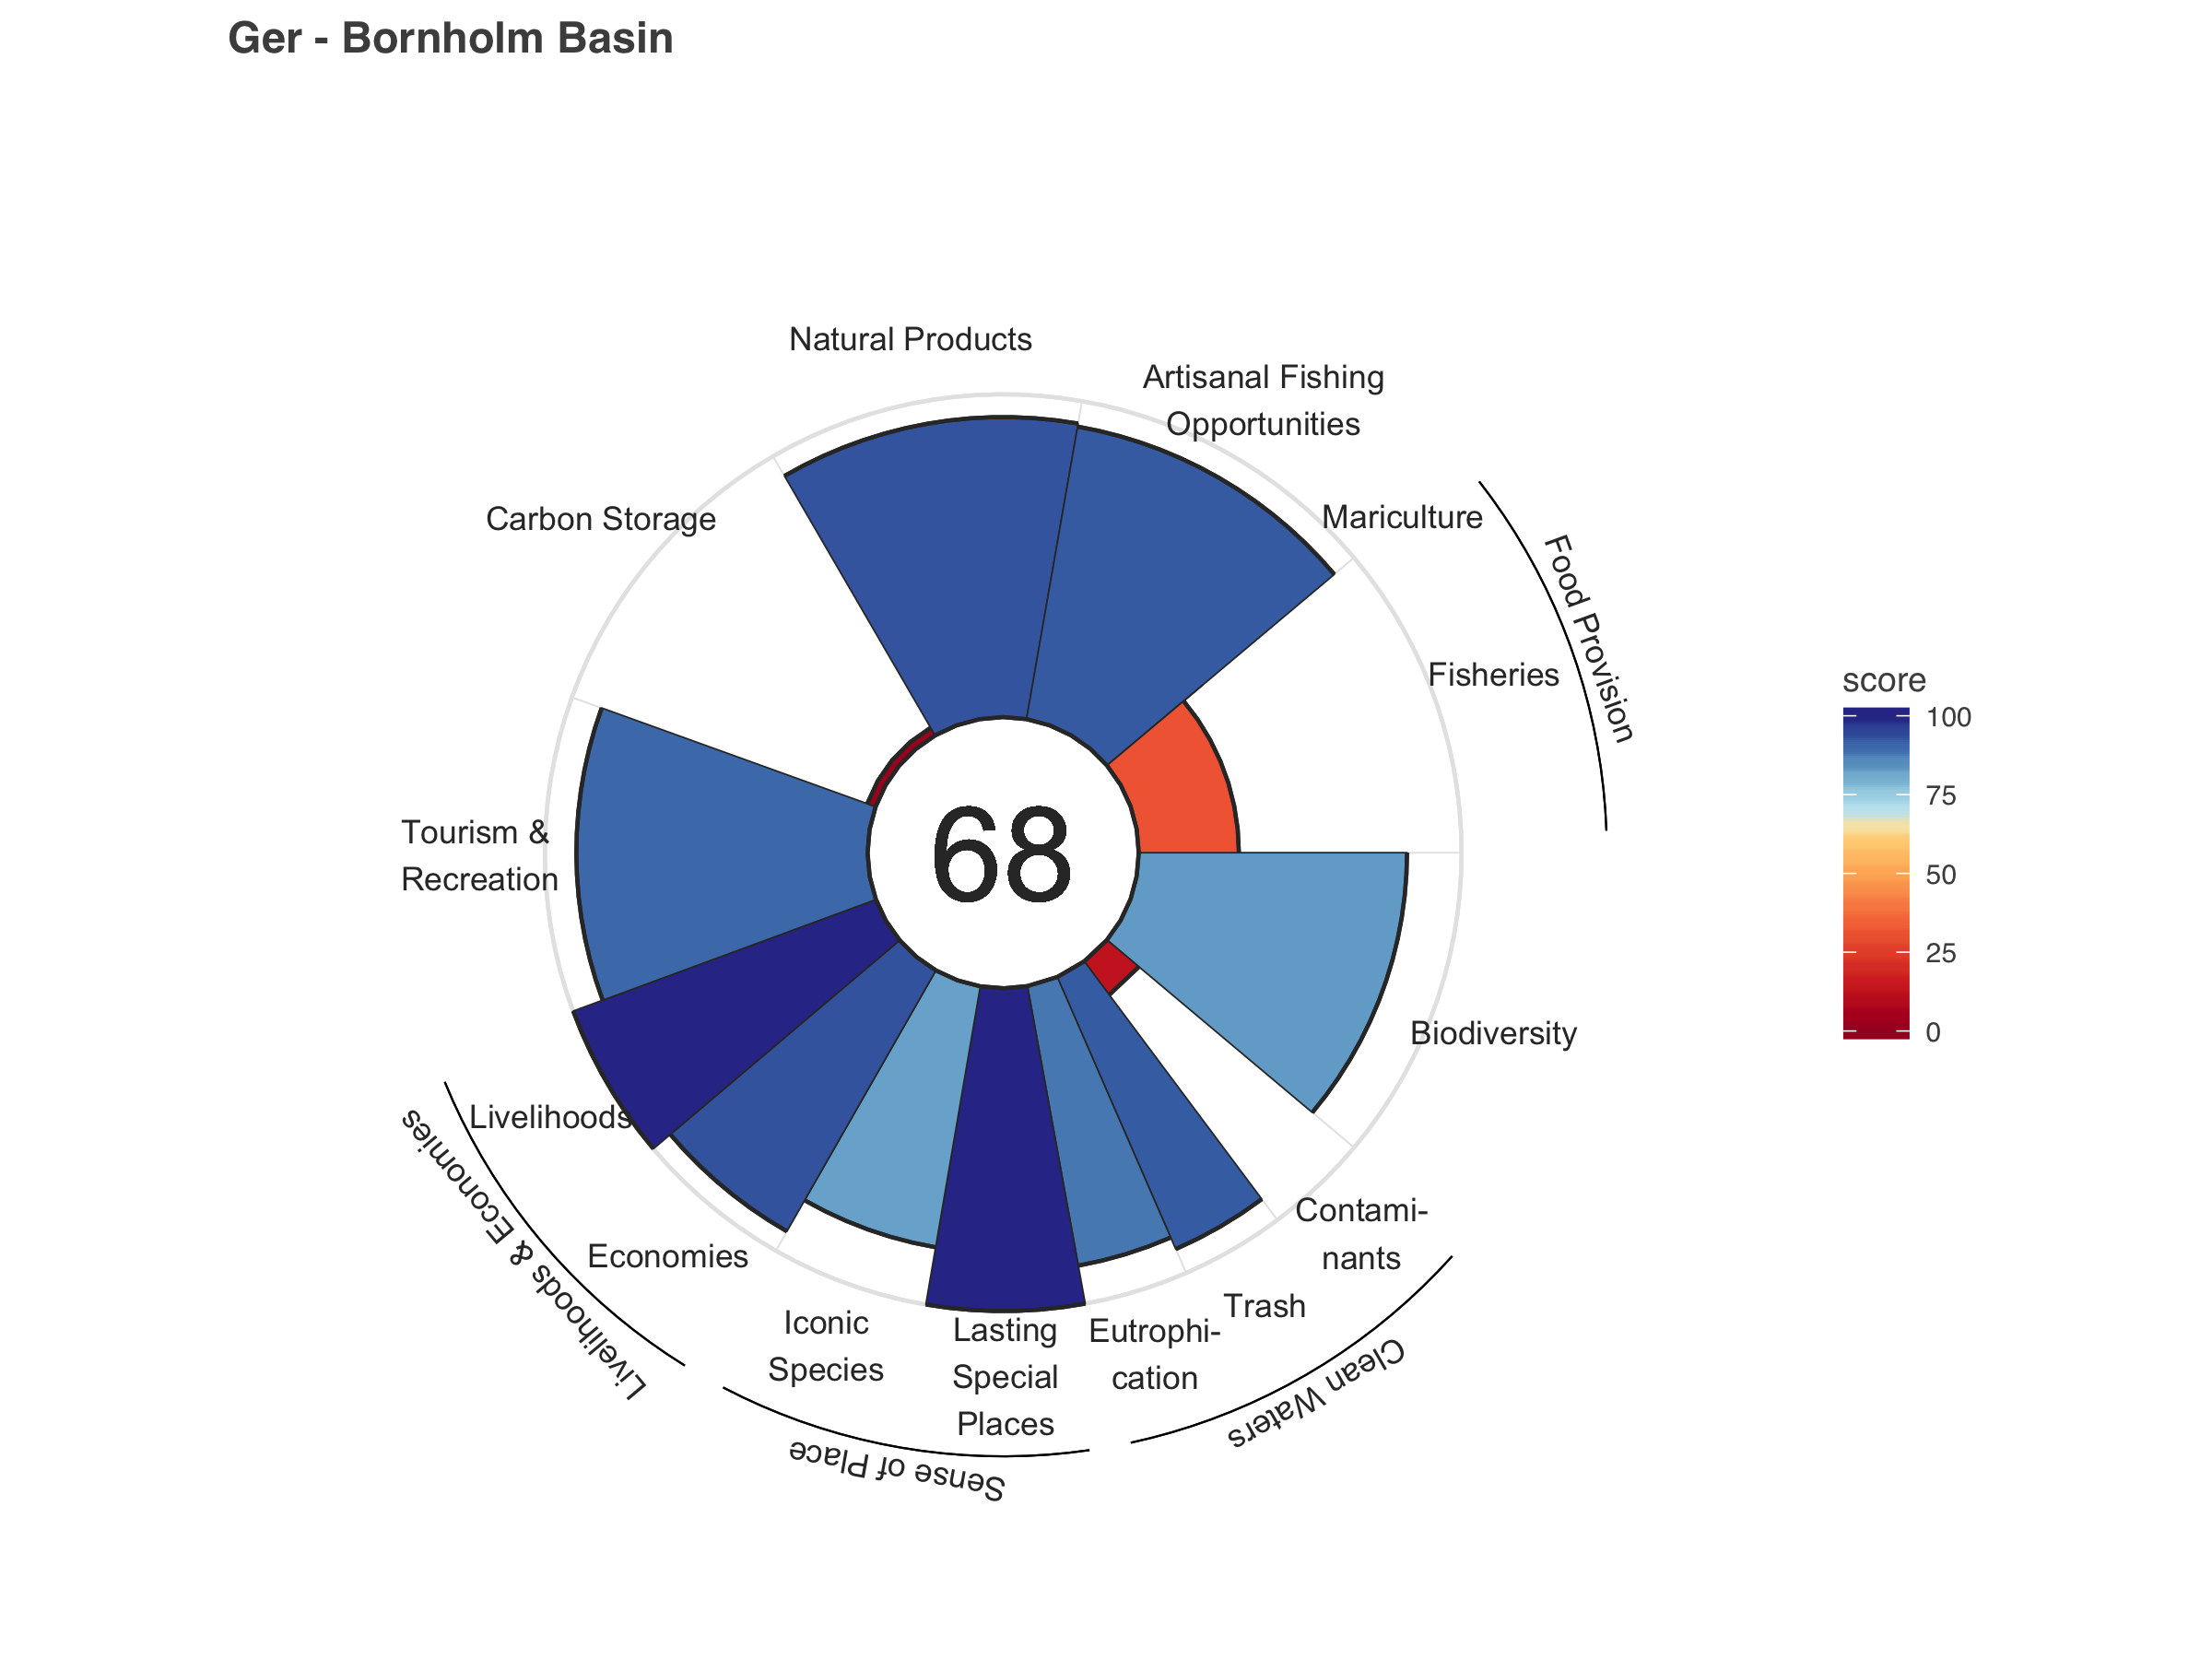 Ger - Bornholm Basin
Natural Products
Artisanal Fishing
Opportunities
Carbon Storage
Mariculture
Food Provision
Fisheries
Tourism &
Recreation
68
Biodiversity
Livelihoods
Livelihoods & Economies
Economies
Contami-
nants
Trash
Iconic
Species
Lasting
Special
Places
Eutrophi-
cation
Clean Waters
Sense of Place
score
100
75
50
25
0